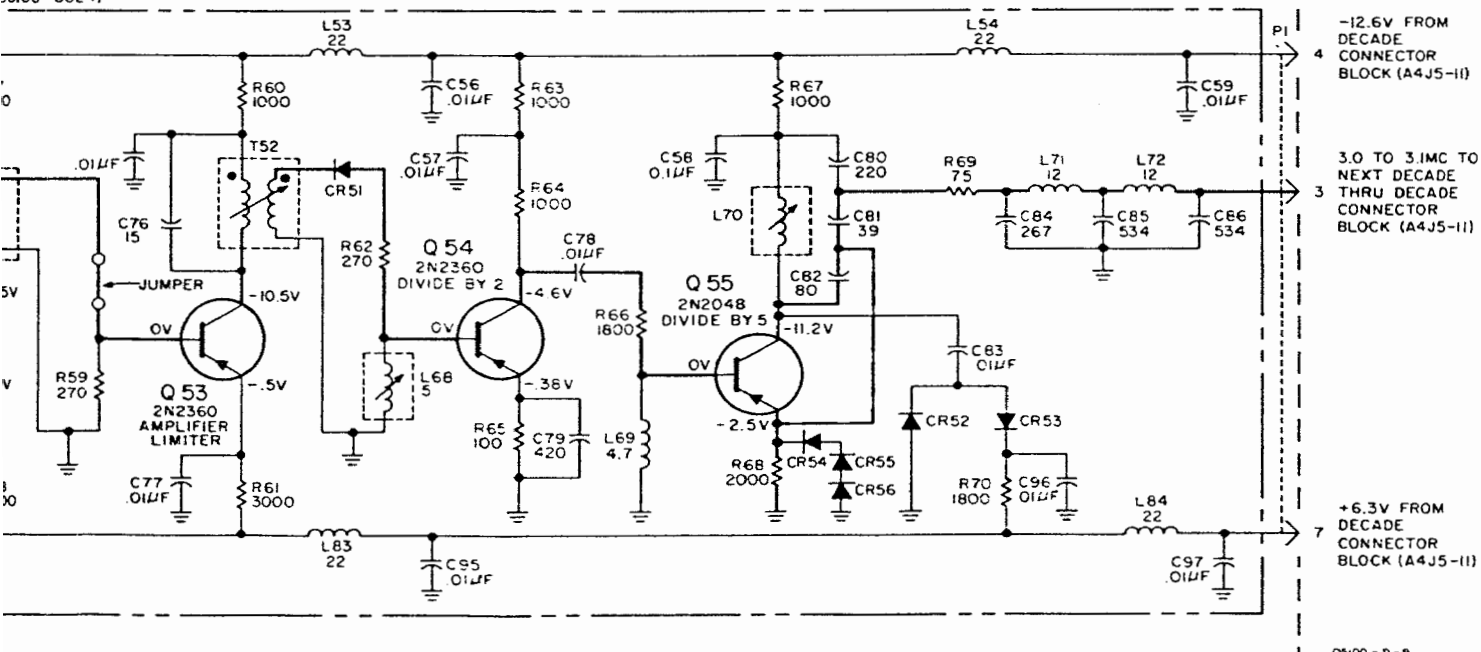 L53
22
L54
22
P1
4
-12.6V FROM
DECADE
CONNECTOR
BLOCK (A4J5-11)
R60
1000
C56
.01UF
R63
1000
R67
1000
C59
.01UF
.01UF
T52
CR51
C57
.01UF
R64
1000
C58
0.1UF
C80
220
R69
75
L71
12
L72
12
3
3.0 TO 3.1MC TO
NEXT DECADE
THRU DECADE
CONNECTOR
BLOCK (A4J5-11)
C76
15
R62
270
Q 54
2N2360
DIVIDE BY 2
C78
.01UF
L70
C81
39
C84
267
C85
534
C86
534
JUMPER
-10.5V
-4.6V
C82
80
Q 55
2N2048
DIVIDE BY 5
-11.2V
R66
1800
0V
0V
0V
C83
.01UF
R59
270
-.5V
L68
5
-.38V
Q 53
2N2360
AMPLIFIER
LIMITER
+2.5V
CR52
CR53
R65
100
C79
420
L69
4.7
R68
2000
CR54
CR55
CR56
C77
.01UF
R61
3000
R70
1800
C96
.01UF
L83
22
L84
22
7
+6.3V FROM
DECADE
CONNECTOR
BLOCK (A4J5-11)
C95
.01UF
C97
.01UF